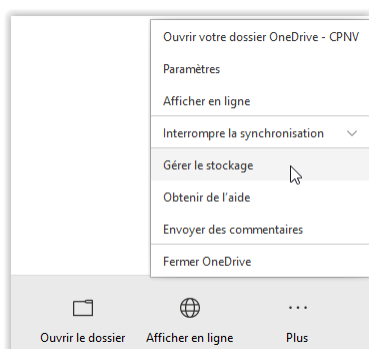 Ouvrir votre dossier OneDrive - CPNV
Paramètres
Afficher en ligne
Interrompre la synchronisation
Gérer le stockage
Obtenir de l'aide
Envoyer des commentaires
Fermer OneDrive
Ouvrir le dossier Afficher en ligne Plus